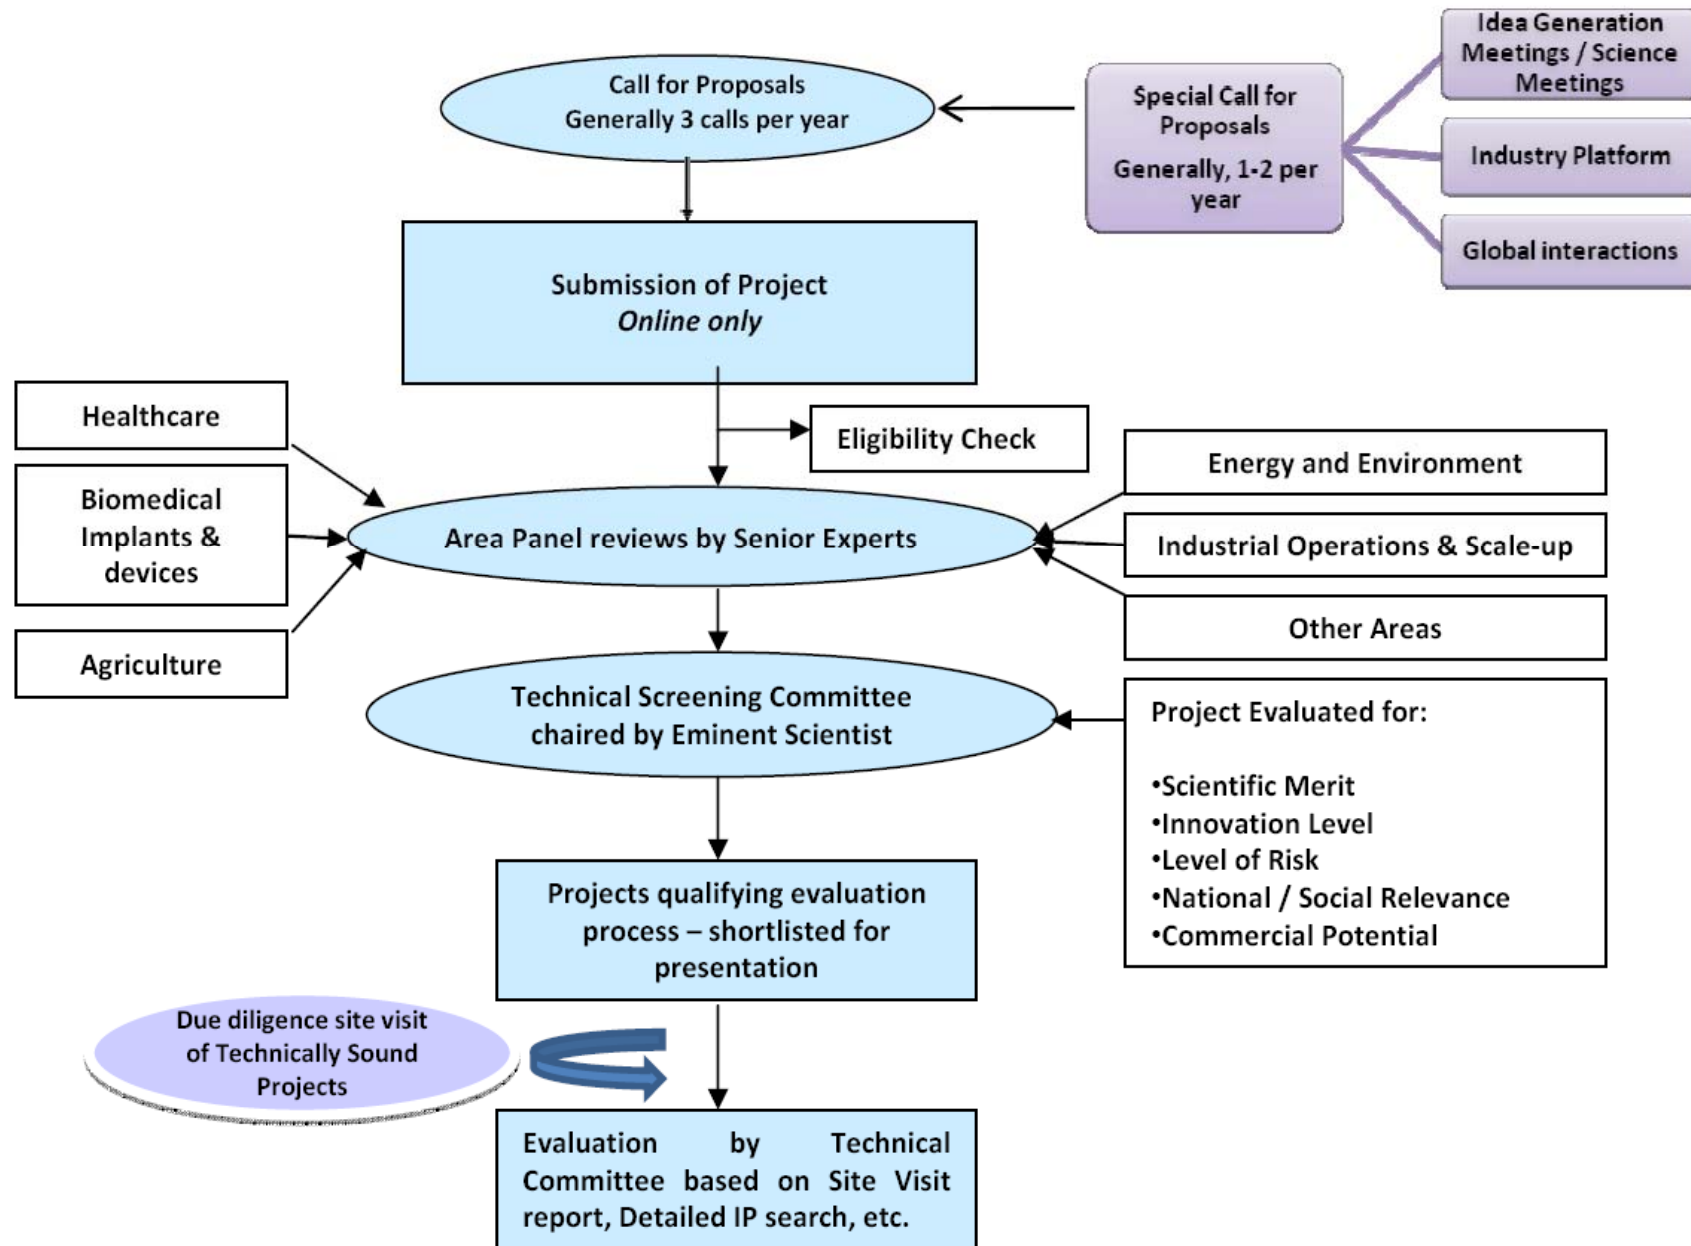 Call for Proposals
Generally 3 calls per year
Special Call for
Proposals
Generally, 1-2 per
year
Idea Generation
Meetings / Science
Meetings
Industry Platform
Global interactions
Submission of Project
Online only
Eligibility Check
Healthcare
Biomedical
Implants &
devices
Agriculture
Area Panel reviews by Senior Experts
Energy and Environment
Industrial Operations & Scale-up
Other Areas
Technical Screening Committee
chaired by Eminent Scientist
Project Evaluated for:
•Scientific Merit
•Innovation Level
•Level of Risk
•National / Social Relevance
•Commercial Potential
Projects qualifying evaluation
process – shortlisted for
presentation
Due diligence site visit
of Technically Sound
Projects
Evaluation by Technical
Committee based on Site Visit
report, Detailed IP search, etc.